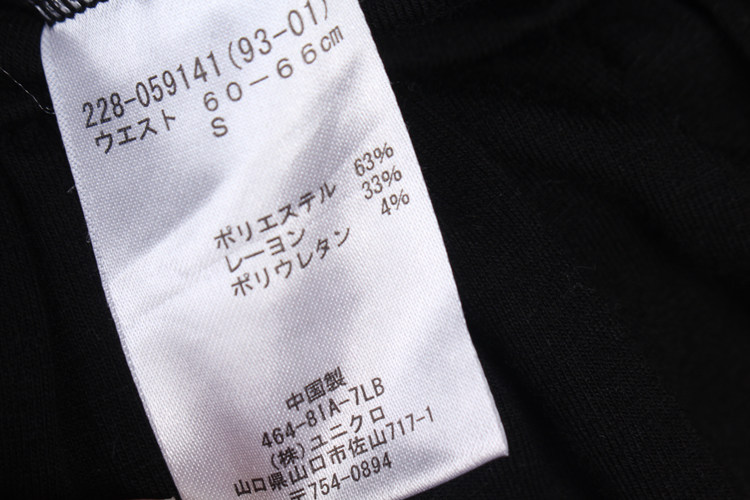 228-059141(93-01)
ウエスト 60-66cm
S
ポリエステル 63%
レーヨン 33%
ポリウレタン 4%
中国製
464-81A-7LB
(株)ユニクロ
山口県山口市佐山717-1
〒754-0894